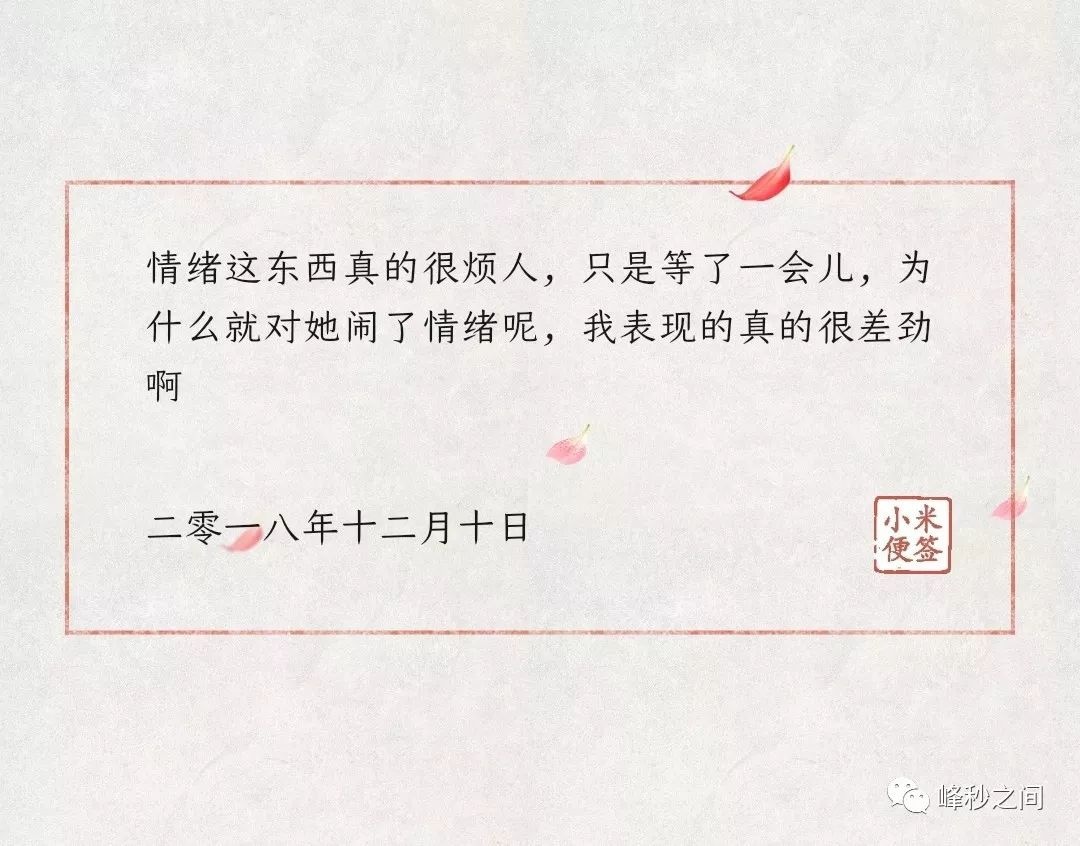 情绪这东西真的很烦人，只是等了一会儿，为
什么就对她闹了情绪呢，我表现的真的很差劲
啊
二零一八年十二月十日
小米
便签
峰秒之间